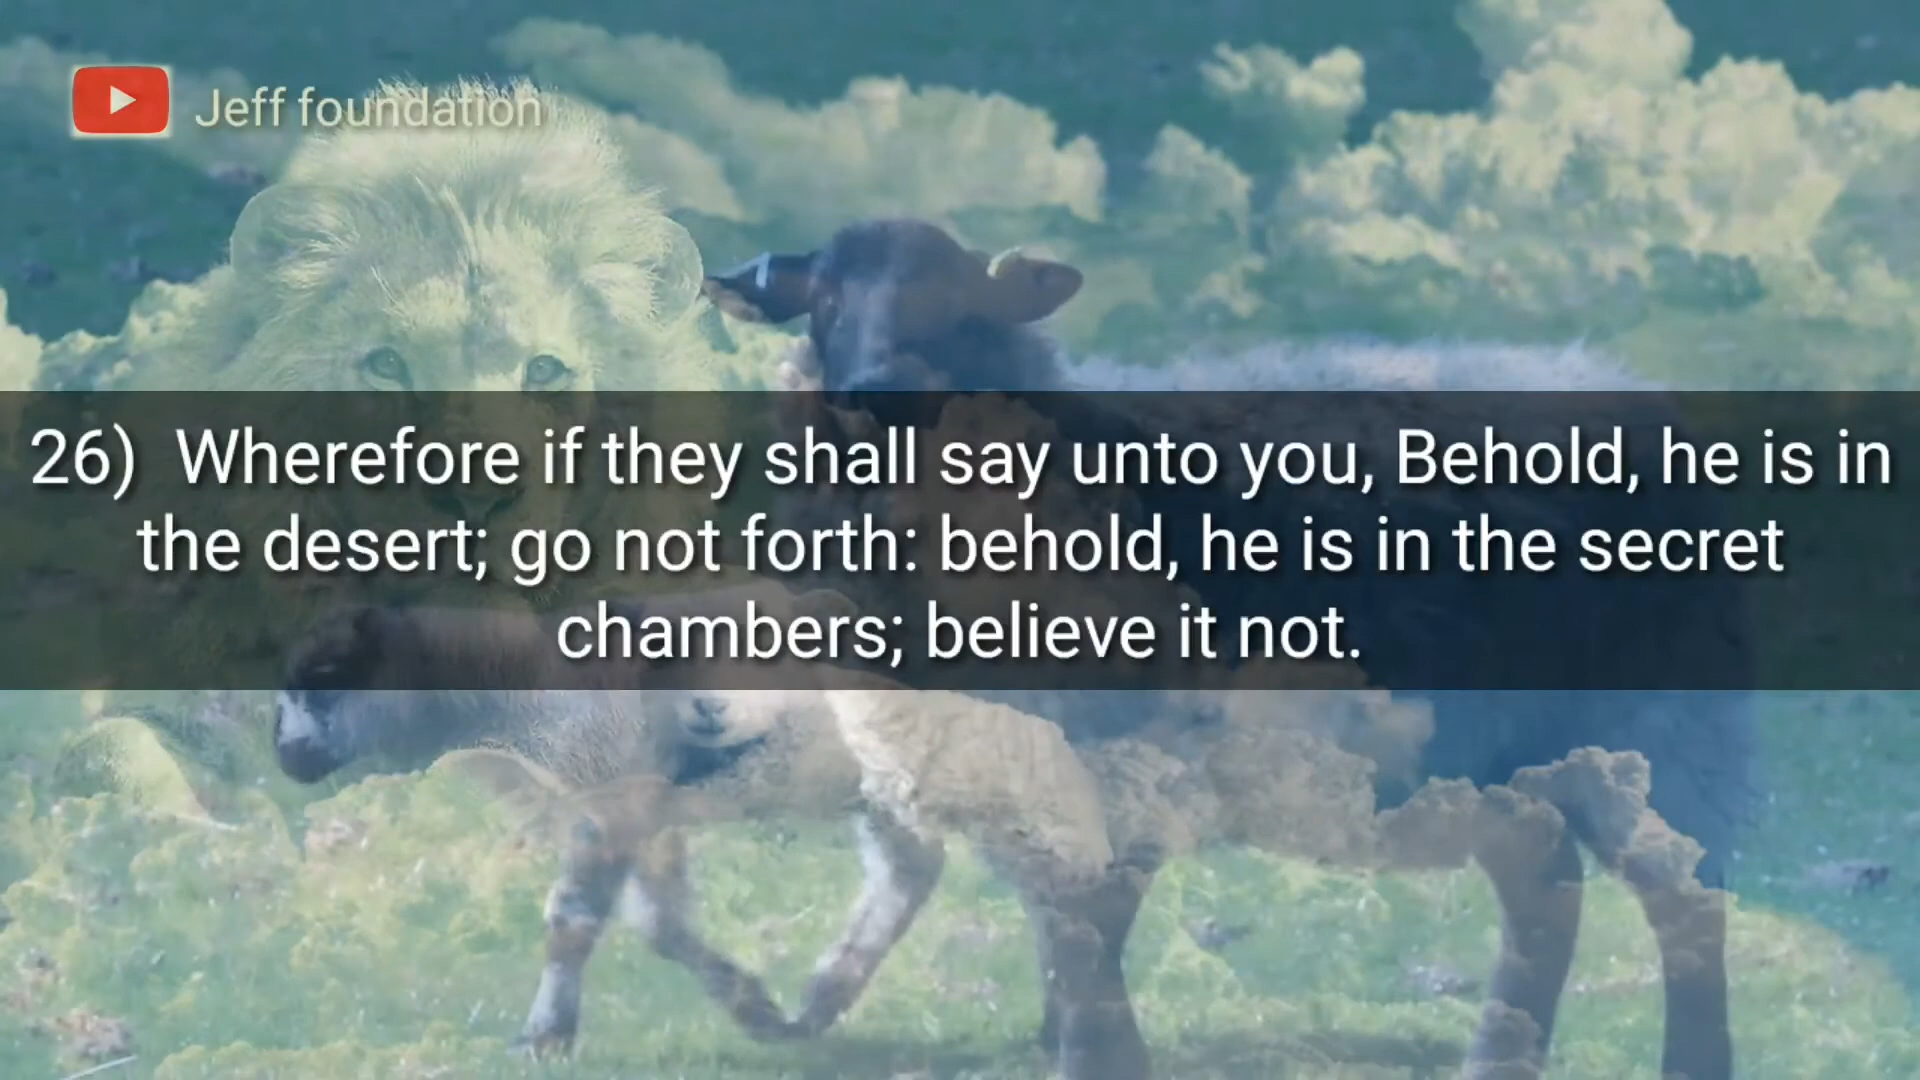 Jeff foundation
26) Wherefore if they shall say unto you, Behold, he is in
the desert; go not forth: behold, he is in the secret
chambers; believe it not.